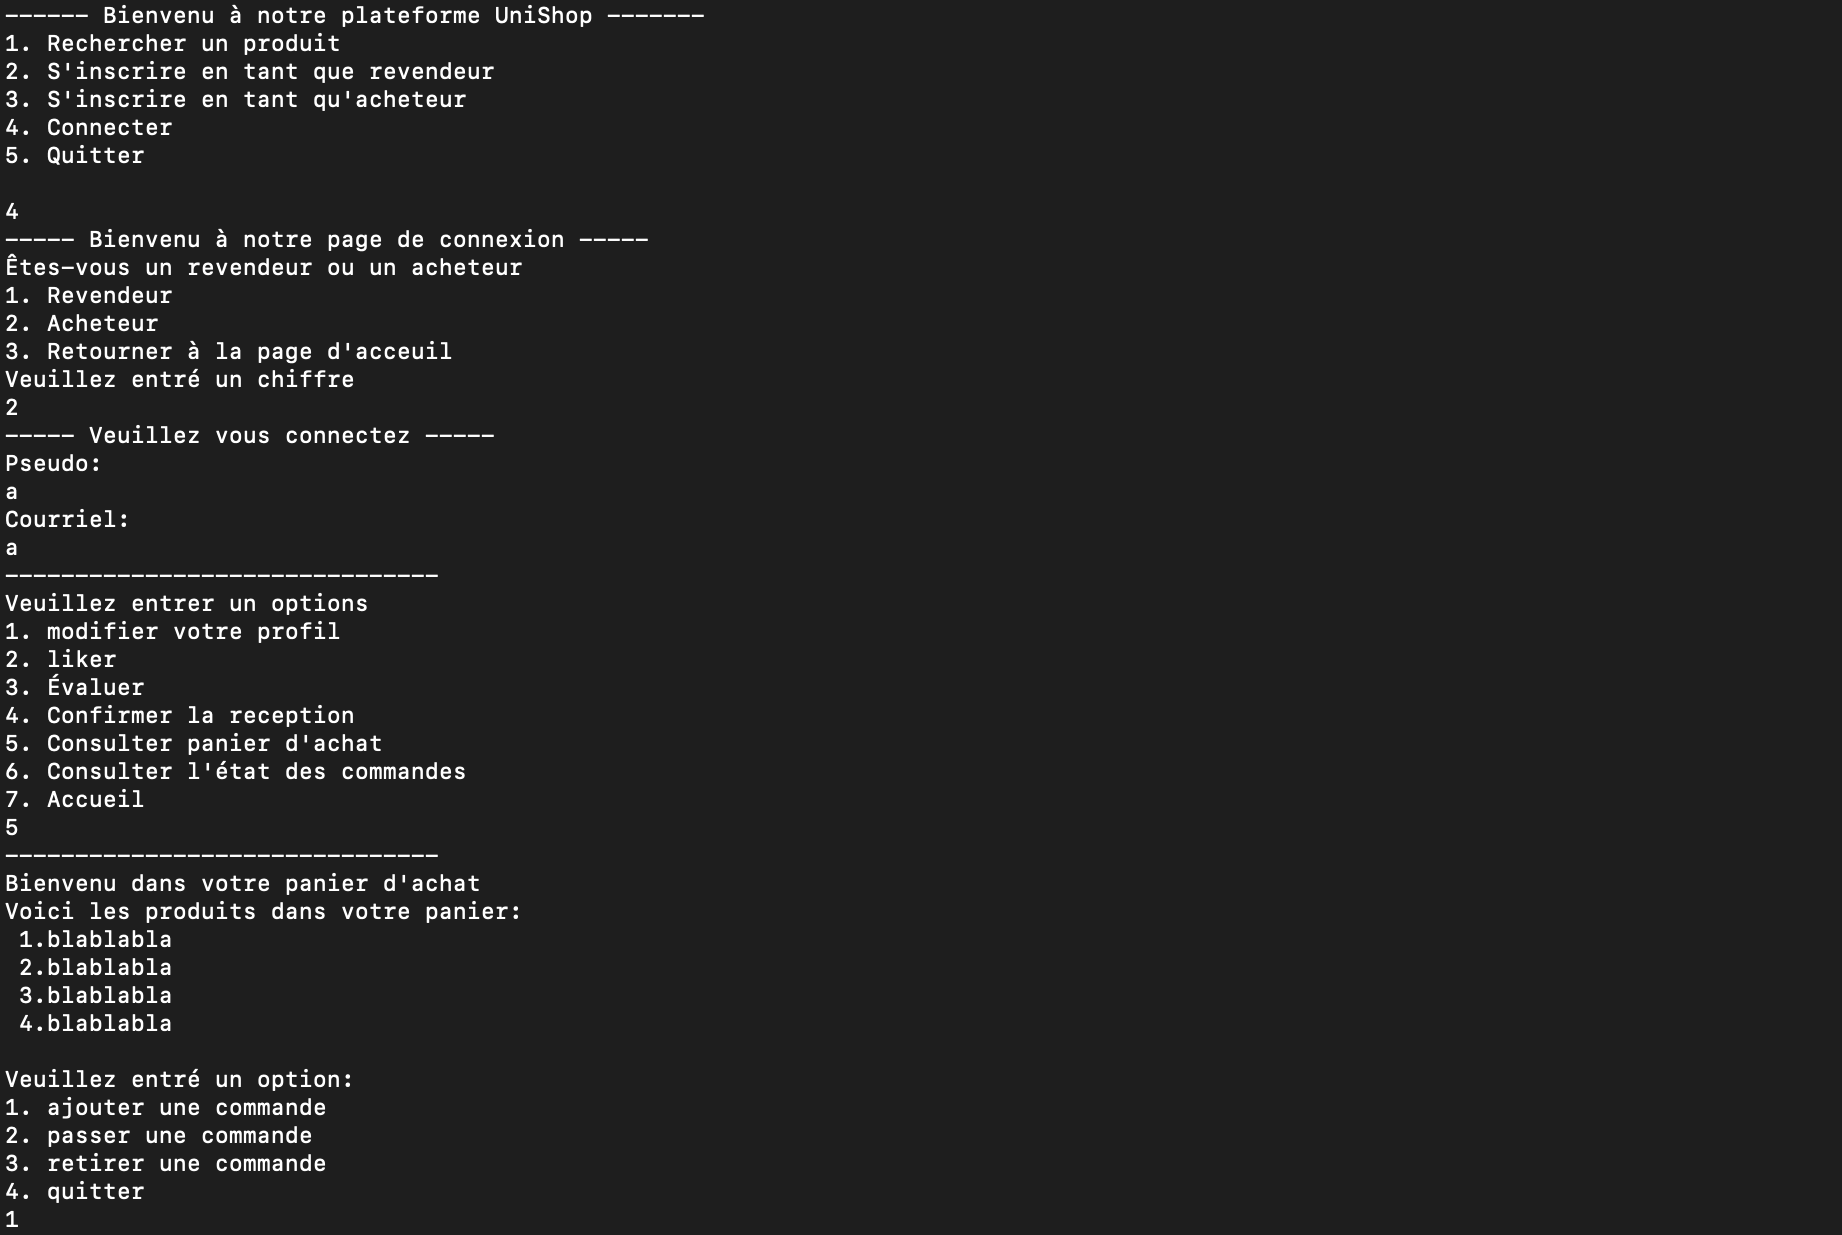 ------ Bienvenu à notre plateforme UniShop -------
1. Rechercher un produit
2. S'inscrire en tant que revendeur
3. S'inscrire en tant qu'acheteur
4. Connecter
5. Quitter

4
----- Bienvenu à notre page de connexion -----
Êtes-vous un revendeur ou un acheteur
1. Revendeur
2. Acheteur
3. Retourner à la page d'acceuil
Veuillez entré un chiffre
2
----- Veuillez vous connectez -----
Pseudo:
a
Courriel:
a
-------------------------------
Veuillez entrer un options
1. modifier votre profil
2. liker
3. Évaluer
4. Confirmer la reception
5. Consulter panier d'achat
6. Consulter l'état des commandes
7. Accueil
5
-------------------------------
Bienvenu dans votre panier d'achat
Voici les produits dans votre panier:
 1.blablabla
 2.blablabla
 3.blablabla
 4.blablabla

Veuillez entré un option:
1. ajouter une commande
2. passer une commande
3. retirer une commande
4. quitter
1